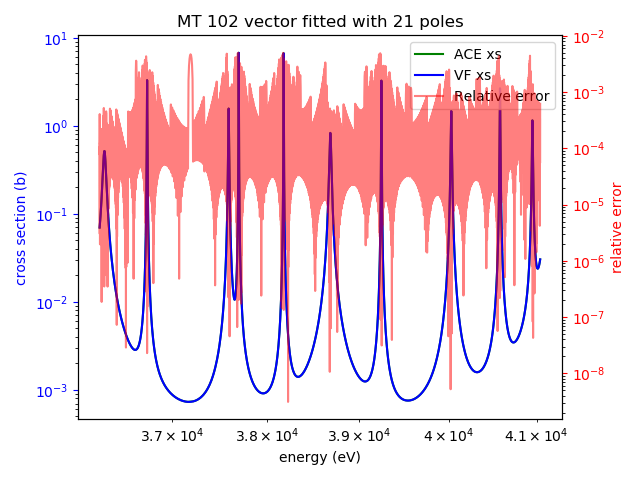 MT 102 vector fitted with 21 poles
ACE xs
VF xs
Relative error
cross section (b)
10¹
10⁰
10⁻¹
10⁻²
10⁻³
relative error
10⁻²
10⁻³
10⁻⁴
10⁻⁵
10⁻⁶
10⁻⁷
10⁻⁸
3.7 × 10⁴ 3.8 × 10⁴ 3.9 × 10⁴ 4 × 10⁴ 4.1 × 10⁴
energy (eV)